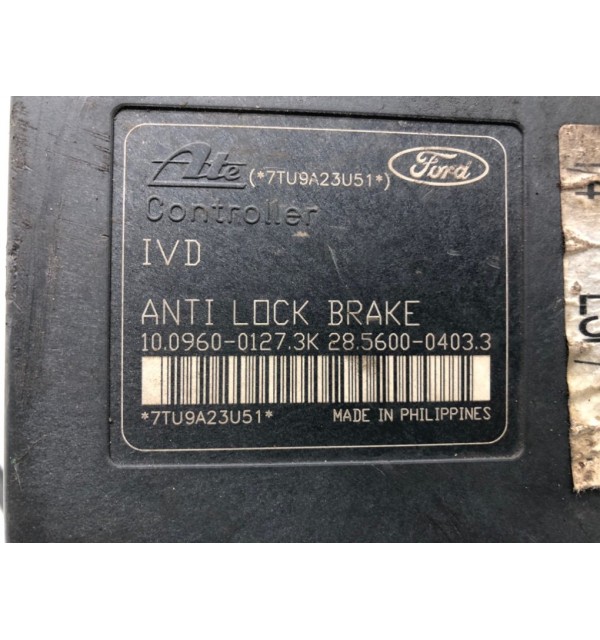 Ate (*7TU9A23U51*) Ford
Controller
IVD
ANTI LOCK BRAKE
10.0960-0127.3K 28.5600-0403.3
*7TU9A23U51* MADE IN PHILIPPINES